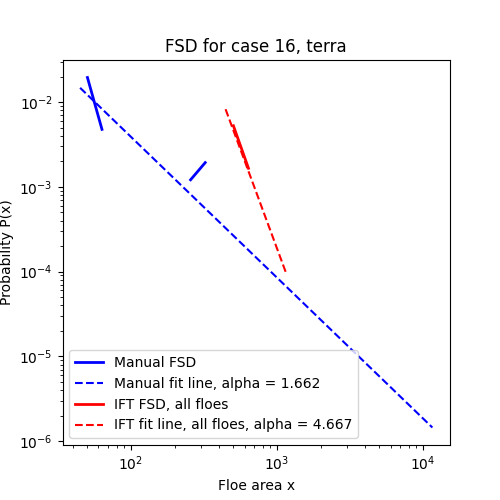 FSD for case 16, terra
Probability P(x)
10⁻²
10⁻³
10⁻⁴
10⁻⁵
10⁻⁶
Manual FSD
Manual fit line, alpha = 1.662
IFT FSD, all floes
IFT fit line, all floes, alpha = 4.667
10² 10³ 10⁴
Floe area x